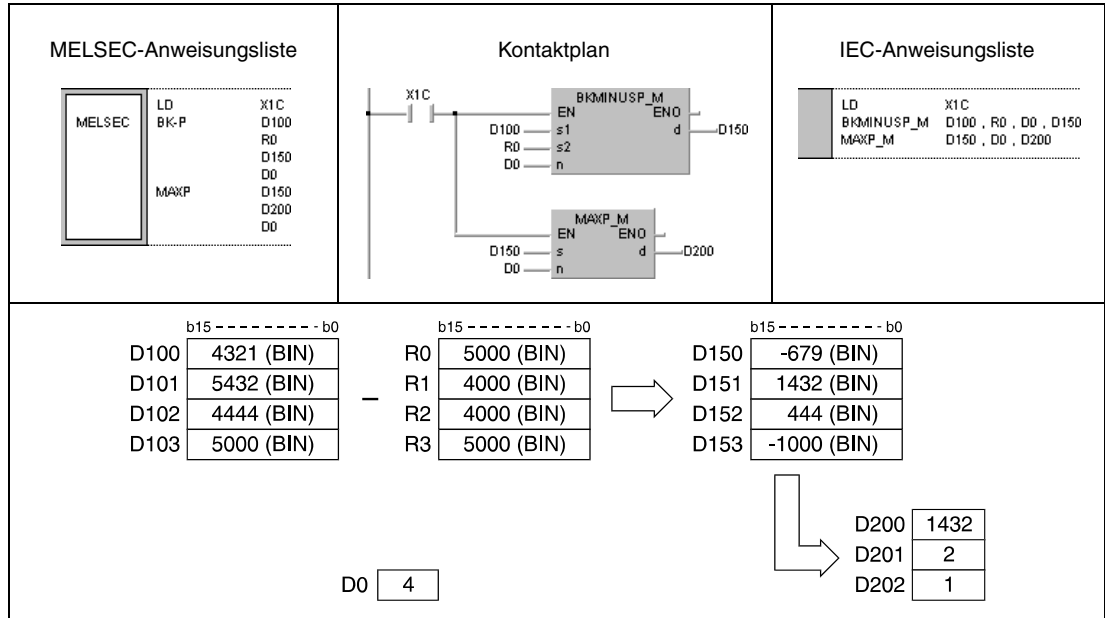 MELSEC-Anweisungsliste
MELSEC
LD X1C
BK-P D100
R0
D150
D0
MAXP D150
D200
D0
Kontaktplan
X1C
BKMINUSP_M
EN ENO
D100 s1 d D150
R0 s2
D0 n
MAXP_M
EN ENO
D150 s d D200
D0 n
IEC-Anweisungsliste
LD X1C
BKMINUSP_M D100 , R0 , D0 , D150
MAXP_M D150 , D0 , D200
b15 - - - - - - - - - - b0 b15 - - - - - - - - - - b0 b15 - - - - - - - - - - b0
D100 4321 (BIN) R0 5000 (BIN) D150 -679 (BIN)
D101 5432 (BIN) – R1 4000 (BIN) D151 1432 (BIN)
D102 4444 (BIN) R2 4000 (BIN) D152 444 (BIN)
D103 5000 (BIN) R3 5000 (BIN) D153 -1000 (BIN)
D200 1432
D201 2
D0 4 D202 1